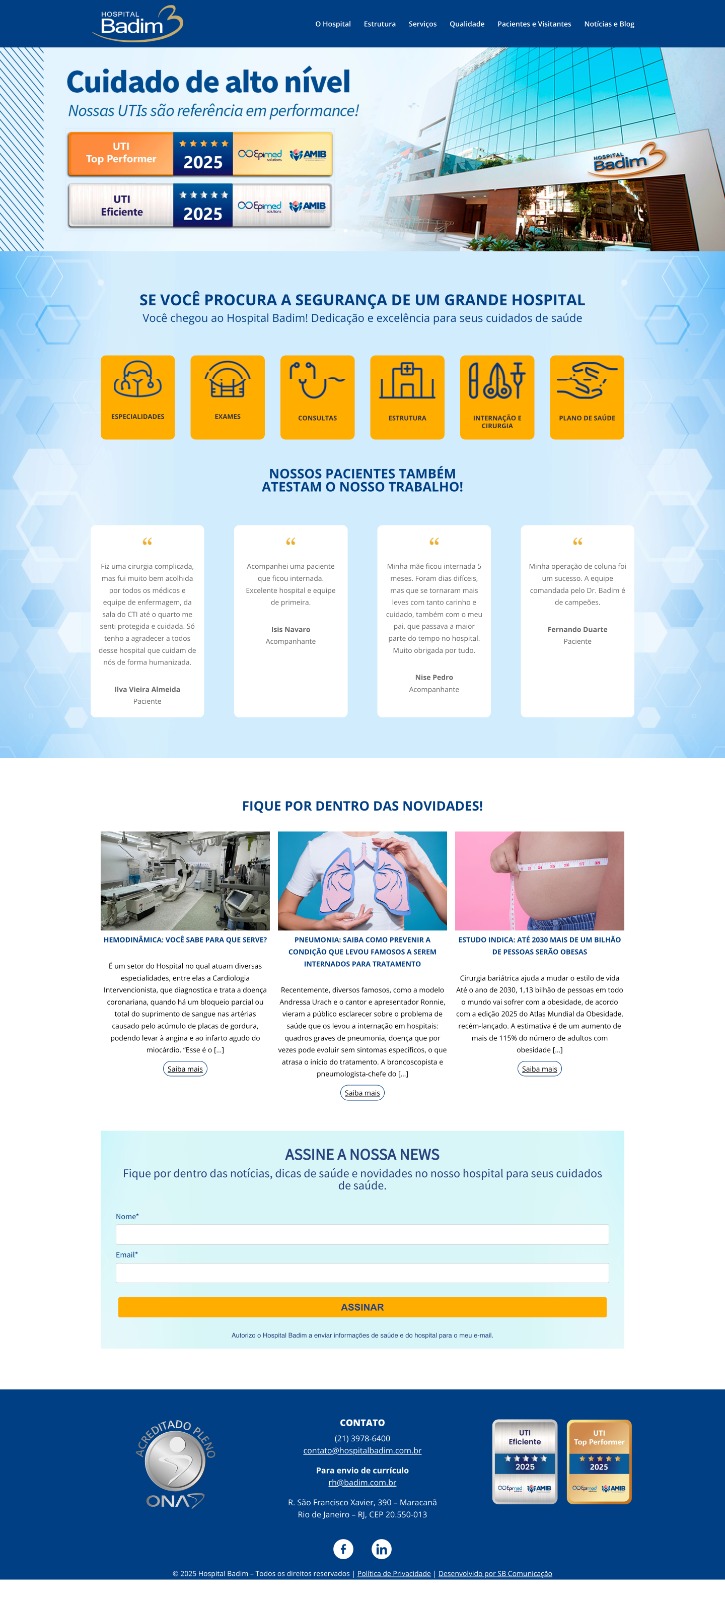 HOSPITAL
Badim 3
O Hospital
Estrutura
Serviços
Qualidade
Pacientes e Visitantes
Notícias e Blog
Cuidado de alto nível
Nossas UTIs são referência em performance!
UTI
Top Performer
2025
Epimed
solutions
AMIB
UTI
Eficiente
2025
Epimed
solutions
AMIB
HOSPITAL
Badim 3
SE VOCÊ PROCURA A SEGURANÇA DE UM GRANDE HOSPITAL
Você chegou ao Hospital Badim! Dedicação e excelência para seus cuidados de saúde
ESPECIALIDADES
EXAMES
CONSULTAS
ESTRUTURA
INTERNAÇÃO E
CIRURGIA
PLANO DE SAÚDE
NOSSOS PACIENTES TAMBÉM
ATESTAM O NOSSO TRABALHO!
“
Fiz uma cirurgia complicada,
mas fui muito bem acolhida
por todos os médicos e
equipe de enfermagem, da
sala do CTI até o quarto me
senti protegida e cuidada. Só
tenho a agradecer a todos
desse hospital que cuidam de
nós de forma humanizada.
Ilva Vieira Almeida
Paciente
“
Acompanhei uma paciente
que ficou internada.
Excelente hospital e equipe
de primeira.
Isis Navaro
Acompanhante
“
Minha mãe ficou internada 5
meses. Foram dias difíceis,
mas que se tornaram mais
leves com tanto carinho e
cuidado, também com o meu
pai, que passava a maior
parte do tempo no hospital.
Muito obrigada por tudo.
Nise Pedro
Acompanhante
“
Minha operação de coluna foi
um sucesso. A equipe
comandada pelo Dr. Badim é
de campeões.
Fernando Duarte
Paciente
FIQUE POR DENTRO DAS NOVIDADES!
HEMODINÂMICA: VOCÊ SABE PARA QUE SERVE?
É um setor do Hospital no qual atuam diversas
especialidades, entre elas a Cardiologia
Intervencionista, que diagnostica e trata a doença
coronariana, quando há um bloqueio parcial ou
total do suprimento de sangue nas artérias
causado pelo acúmulo de placas de gordura,
podendo levar à angina e ao infarto agudo do
miocárdio. “Esse é o [...]
Saiba mais
PNEUMONIA: SAIBA COMO PREVENIR A
CONDIÇÃO QUE LEVOU FAMOSOS A SEREM
INTERNADOS PARA TRATAMENTO
Recentemente, diversos famosos, como a modelo
Andressa Urach e o cantor e apresentador Ronnie,
vieram a público esclarecer sobre o problema de
saúde que os levou a internação em hospitais:
quadros graves de pneumonia, doença que por
vezes pode evoluir sem sintomas específicos, o que
atrasa o início do tratamento. A broncoscopista e
pneumologista-chefe do [...]
Saiba mais
ESTUDO INDICA: ATÉ 2030 MAIS DE UM BILHÃO
DE PESSOAS SERÃO OBESAS
Cirurgia bariátrica ajuda a mudar o estilo de vida
Até o ano de 2030, 1,13 bilhão de pessoas em todo
o mundo vai sofrer com a obesidade, de acordo
com a edição 2025 do Atlas Mundial da Obesidade,
recém-lançado. A estimativa é de um aumento de
mais de 115% do número de adultos com
obesidade [...]
Saiba mais
ASSINE A NOSSA NEWS
Fique por dentro das notícias, dicas de saúde e novidades no nosso hospital para seus cuidados
de saúde.
Nome*
Email*
ASSINAR
Autorizo o Hospital Badim a enviar informações de saúde e do hospital para o meu e-mail.
ACREDITADO PLENO
ONA
CONTATO
(21) 3978-6400
contato@hospitalbadim.com.br
Para envio de currículo
rh@badim.com.br
R. São Francisco Xavier, 390 – Maracanã
Rio de Janeiro – RJ, CEP 20.550-013
UTI
Eficiente
2025
Epimed
AMIB
UTI
Top Performer
2025
Epimed
AMIB
© 2025 Hospital Badim – Todos os direitos reservados | Política de Privacidade | Desenvolvido por SB Comunicação